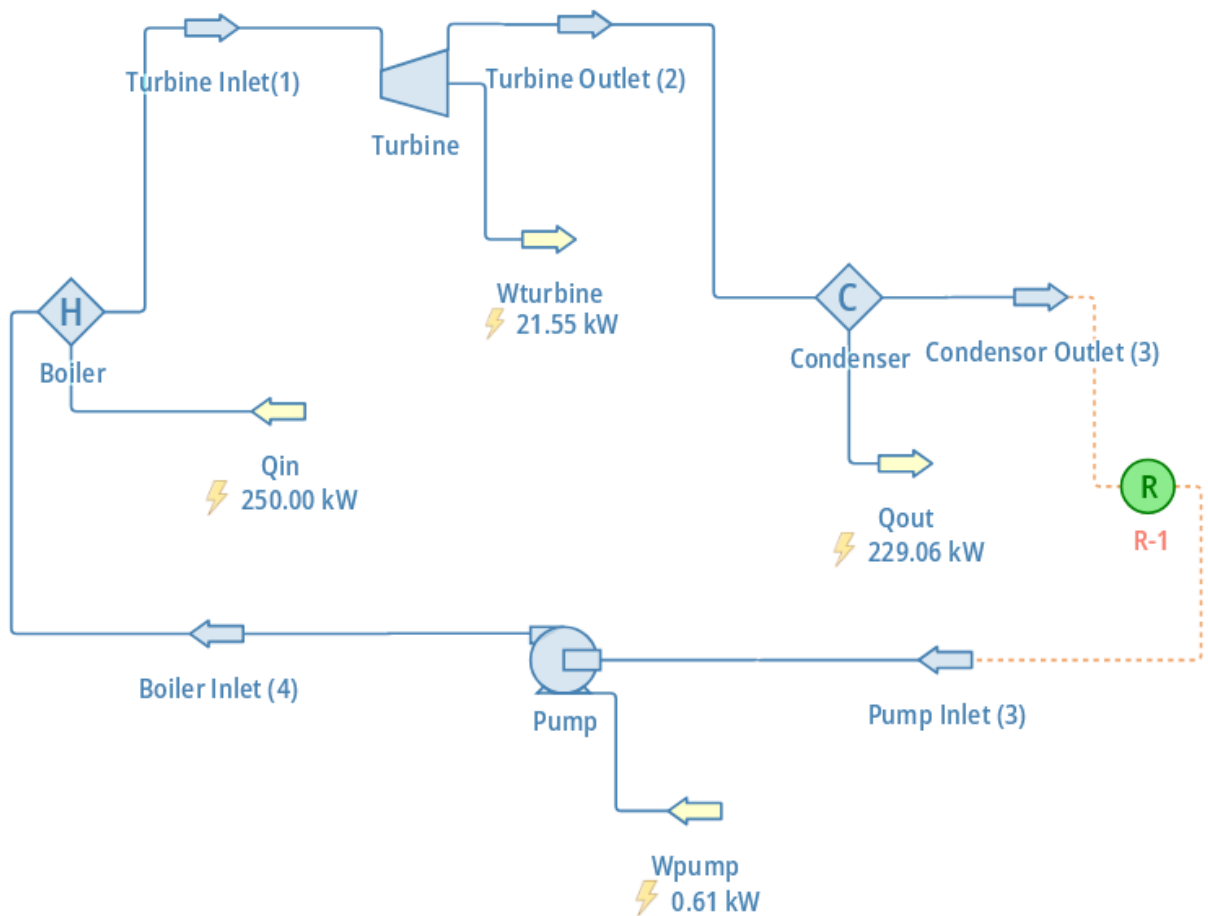 Turbine Inlet(1)
Turbine Outlet (2)
Turbine
Wturbine
21.55 kW
H
Boiler
C
Condenser
Condensor Outlet (3)
Qin
250.00 kW
Qout
229.06 kW
R
R-1
Boiler Inlet (4)
Pump
Pump Inlet (3)
Wpump
0.61 kW